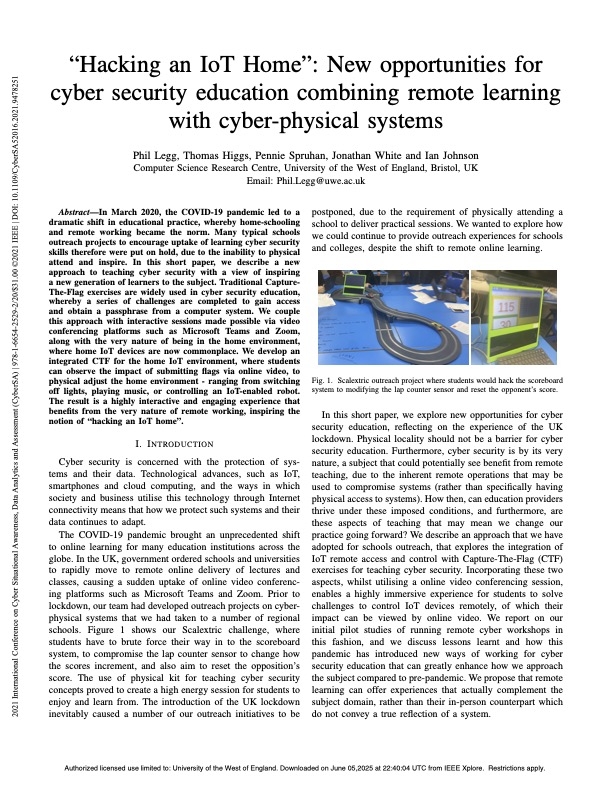 2021 International Conference on Cyber Situational Awareness, Data Analytics and Assessment (CyberSA) | 978-1-6654-2529-2/20/$31.00 ©2021 IEEE | DOI: 10.1109/CyberSA52016.2021.9478251
“Hacking an IoT Home”: New opportunities for
cyber security education combining remote learning
with cyber-physical systems
Phil Legg, Thomas Higgs, Pennie Spruhan, Jonathan White and Ian Johnson
Computer Science Research Centre, University of the West of England, Bristol, UK
Email: Phil.Legg@uwe.ac.uk
Abstract—In March 2020, the COVID-19 pandemic led to a
dramatic shift in educational practice, whereby home-schooling
and remote working became the norm. Many typical schools
outreach projects to encourage uptake of learning cyber security
skills therefore were put on hold, due to the inability to physical
attend and inspire. In this short paper, we describe a new
approach to teaching cyber security with a view of inspiring
a new generation of learners to the subject. Traditional Capture-
The-Flag exercises are widely used in cyber security education,
whereby a series of challenges are completed to gain access
and obtain a passphrase from a computer system. We couple
this approach with interactive sessions made possible via video
conferencing platforms such as Microsoft Teams and Zoom,
along with the very nature of being in the home environment,
where home IoT devices are now commonplace. We develop an
integrated CTF for the home IoT environment, where students
can observe the impact of submitting flags via online video, to
physical adjust the home environment - ranging from switching
off lights, playing music, or controlling an IoT-enabled robot.
The result is a highly interactive and engaging experience that
benefits from the very nature of remote working, inspiring the
notion of “hacking an IoT home”.
I. INTRODUCTION
Cyber security is concerned with the protection of sys-
tems and their data. Technological advances, such as IoT,
smartphones and cloud computing, and the ways in which
society and business utilise this technology through Internet
connectivity means that how we protect such systems and their
data continues to adapt.
The COVID-19 pandemic brought an unprecedented shift
to online learning for many education institutions across the
globe. In the UK, government ordered schools and universities
to rapidly move to remote online delivery of lectures and
classes, causing a sudden uptake of online video conferenc-
ing platforms such as Microsoft Teams and Zoom. Prior to
lockdown, our team had developed outreach projects on cyber-
physical systems that we had taken to a number of regional
schools. Figure 1 shows our Scalextric challenge, where
students have to brute force their way in to the scoreboard
system, to compromise the lap counter sensor to change how
the scores increment, and also aim to reset the opposition’s
score. The use of physical kit for teaching cyber security
concepts proved to create a high energy session for students to
enjoy and learn from. The introduction of the UK lockdown
inevitably caused a number of our outreach initiatives to be
postponed, due to the requirement of physically attending a
school to deliver practical sessions. We wanted to explore how
we could continue to provide outreach experiences for schools
and colleges, despite the shift to remote online learning.
115
30
Fig. 1. Scalextric outreach project where students would hack the scoreboard
system to modifying the lap counter sensor and reset the opponent’s score.
In this short paper, we explore new opportunities for cyber
security education, reflecting on the experience of the UK
lockdown. Physical locality should not be a barrier for cyber
security education. Furthermore, cyber security is by its very
nature, a subject that could potentially see benefit from remote
teaching, due to the inherent remote operations that may be
used to compromise systems (rather than specifically having
physical access to systems). How then, can education providers
thrive under these imposed conditions, and furthermore, are
these aspects of teaching that may mean we change our
practice going forward? We describe an approach that we have
adopted for schools outreach, that explores the integration of
IoT remote access and control with Capture-The-Flag (CTF)
exercises for teaching cyber security. Incorporating these two
aspects, whilst utilising a online video conferencing session,
enables a highly immersive experience for students to solve
challenges to control IoT devices remotely, of which their
impact can be viewed by online video. We report on our
initial pilot studies of running remote cyber workshops in
this fashion, and we discuss lessons learnt and how this
pandemic has introduced new ways of working for cyber
security education that can greatly enhance how we approach
the subject compared to pre-pandemic. We propose that remote
learning can offer experiences that actually complement the
subject domain, rather than their in-person counterpart which
do not convey a true reflection of a system.
Authorized licensed use limited to: University of the West of England. Downloaded on June 05,2025 at 22:40:04 UTC from IEEE Xplore. Restrictions apply.